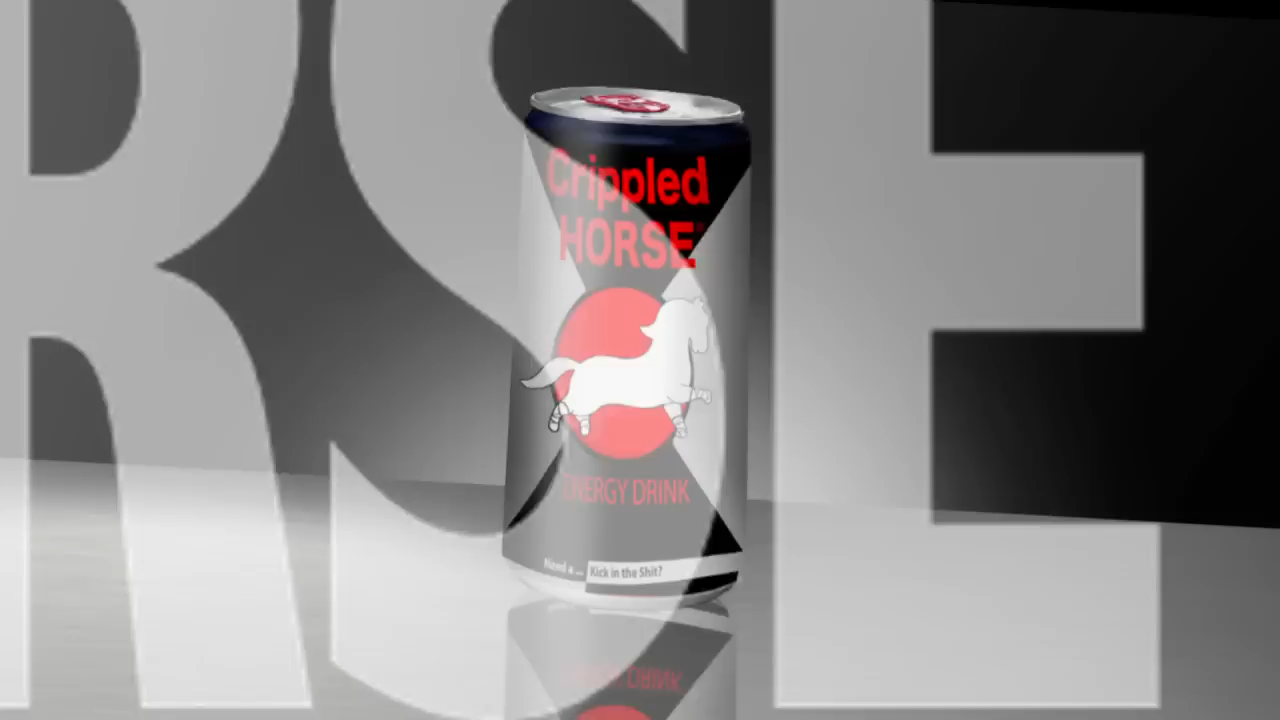 RSE
Crippled
HORSE
ENERGY DRINK
Need a ... Kick in the Shit?